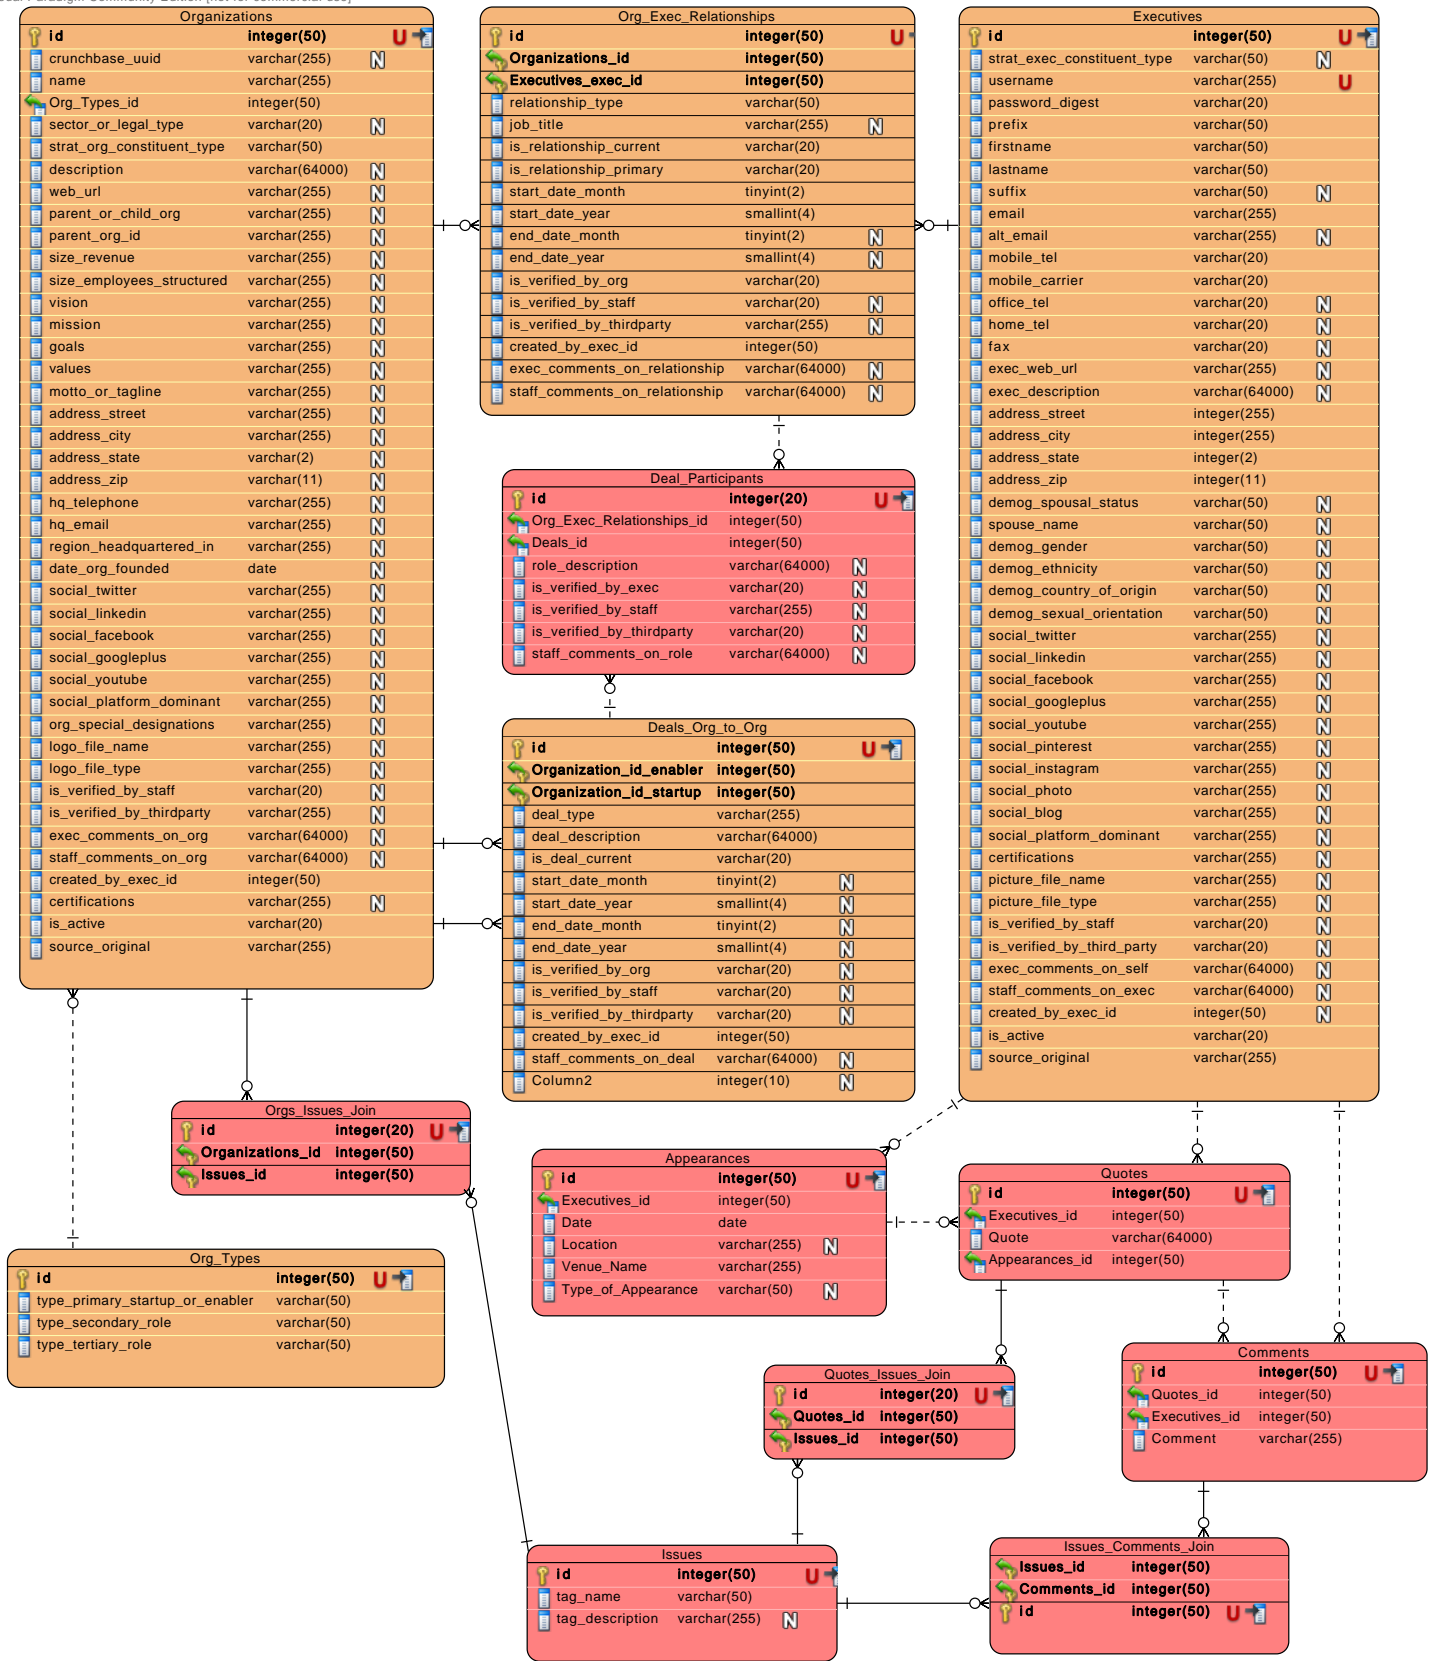 Organizations
id integer(50) U
crunchbase_uuid varchar(255) N
name varchar(255)
Org_Types_id integer(50)
sector_or_legal_type varchar(20) N
strat_org_constituent_type varchar(50)
description varchar(64000) N
web_url varchar(255) N
parent_or_child_org varchar(255) N
parent_org_id varchar(255) N
size_revenue varchar(255) N
size_employees_structured varchar(255) N
vision varchar(255) N
mission varchar(255) N
goals varchar(255) N
values varchar(255) N
motto_or_tagline varchar(255) N
address_street varchar(255) N
address_city varchar(255) N
address_state varchar(2) N
address_zip varchar(11) N
hq_telephone varchar(255) N
hq_email varchar(255) N
region_headquartered_in varchar(255) N
date_org_founded date N
social_twitter varchar(255) N
social_linkedin varchar(255) N
social_facebook varchar(255) N
social_googleplus varchar(255) N
social_youtube varchar(255) N
social_platform_dominant varchar(255) N
org_special_designations varchar(255) N
logo_file_name varchar(255) N
logo_file_type varchar(255) N
is_verified_by_staff varchar(20) N
is_verified_by_thirdparty varchar(255) N
exec_comments_on_org varchar(64000) N
staff_comments_on_org varchar(64000) N
created_by_exec_id integer(50)
certifications varchar(255) N
is_active varchar(20)
source_original varchar(255)
Org_Exec_Relationships
id integer(50) U
Organizations_id integer(50)
Executives_exec_id integer(50)
relationship_type varchar(50)
job_title varchar(255) N
is_relationship_current varchar(20)
is_relationship_primary varchar(20)
start_date_month tinyint(2)
start_date_year smallint(4)
end_date_month tinyint(2) N
end_date_year smallint(4) N
is_verified_by_org varchar(20)
is_verified_by_staff varchar(20) N
is_verified_by_thirdparty varchar(255) N
created_by_exec_id integer(50)
exec_comments_on_relationship varchar(64000) N
staff_comments_on_relationship varchar(64000) N
Executives
id integer(50) U
strat_exec_constituent_type varchar(50) N
username varchar(255) U
password_digest varchar(20)
prefix varchar(50)
firstname varchar(50)
lastname varchar(50)
suffix varchar(50) N
email varchar(255)
alt_email varchar(255) N
mobile_tel varchar(20)
mobile_carrier varchar(20)
office_tel varchar(20) N
home_tel varchar(20) N
fax varchar(20) N
exec_web_url varchar(255) N
exec_description varchar(64000) N
address_street integer(255)
address_city integer(255)
address_state integer(2)
address_zip integer(11)
demog_spousal_status varchar(50) N
spouse_name varchar(50) N
demog_gender varchar(50) N
demog_ethnicity varchar(50) N
demog_country_of_origin varchar(50) N
demog_sexual_orientation varchar(50) N
social_twitter varchar(255) N
social_linkedin varchar(255) N
social_facebook varchar(255) N
social_googleplus varchar(255) N
social_youtube varchar(255) N
social_pinterest varchar(255) N
social_instagram varchar(255) N
social_photo varchar(255) N
social_blog varchar(255) N
social_platform_dominant varchar(255) N
certifications varchar(255) N
picture_file_name varchar(255) N
picture_file_type varchar(255) N
is_verified_by_staff varchar(20) N
is_verified_by_third_party varchar(20) N
exec_comments_on_self varchar(64000) N
staff_comments_on_exec varchar(64000) N
created_by_exec_id integer(50) N
is_active varchar(20)
source_original varchar(255)
Deal_Participants
id integer(20) U
Org_Exec_Relationships_id integer(50)
Deals_id integer(50)
role_description varchar(64000) N
is_verified_by_exec varchar(20) N
is_verified_by_staff varchar(255) N
is_verified_by_thirdparty varchar(20) N
staff_comments_on_role varchar(64000) N
Deals_Org_to_Org
id integer(50) U
Organization_id_enabler integer(50)
Organization_id_startup integer(50)
deal_type varchar(255)
deal_description varchar(64000)
is_deal_current varchar(20)
start_date_month tinyint(2) N
start_date_year smallint(4) N
end_date_month tinyint(2) N
end_date_year smallint(4) N
is_verified_by_org varchar(20) N
is_verified_by_staff varchar(20) N
is_verified_by_thirdparty varchar(20) N
created_by_exec_id integer(50)
staff_comments_on_deal varchar(64000) N
Column2 integer(10) N
Orgs_Issues_Join
id integer(20) U
Organizations_id integer(50)
Issues_id integer(50)
Appearances
id integer(50) U
Executives_id integer(50)
Date date
Location varchar(255) N
Venue_Name varchar(255)
Type_of_Appearance varchar(50) N
Quotes
id integer(50) U
Executives_id integer(50)
Quote varchar(64000)
Appearances_id integer(50)
Org_Types
id integer(50) U
type_primary_startup_or_enabler varchar(50)
type_secondary_role varchar(50)
type_tertiary_role varchar(50)
Quotes_Issues_Join
id integer(20) U
Quotes_id integer(50)
Issues_id integer(50)
Comments
id integer(50) U
Quotes_id integer(50)
Executives_id integer(50)
Comment varchar(255)
Issues
id integer(50) U
tag_name varchar(50)
tag_description varchar(255) N
Issues_Comments_Join
Issues_id integer(50)
Comments_id integer(50)
id integer(50) U